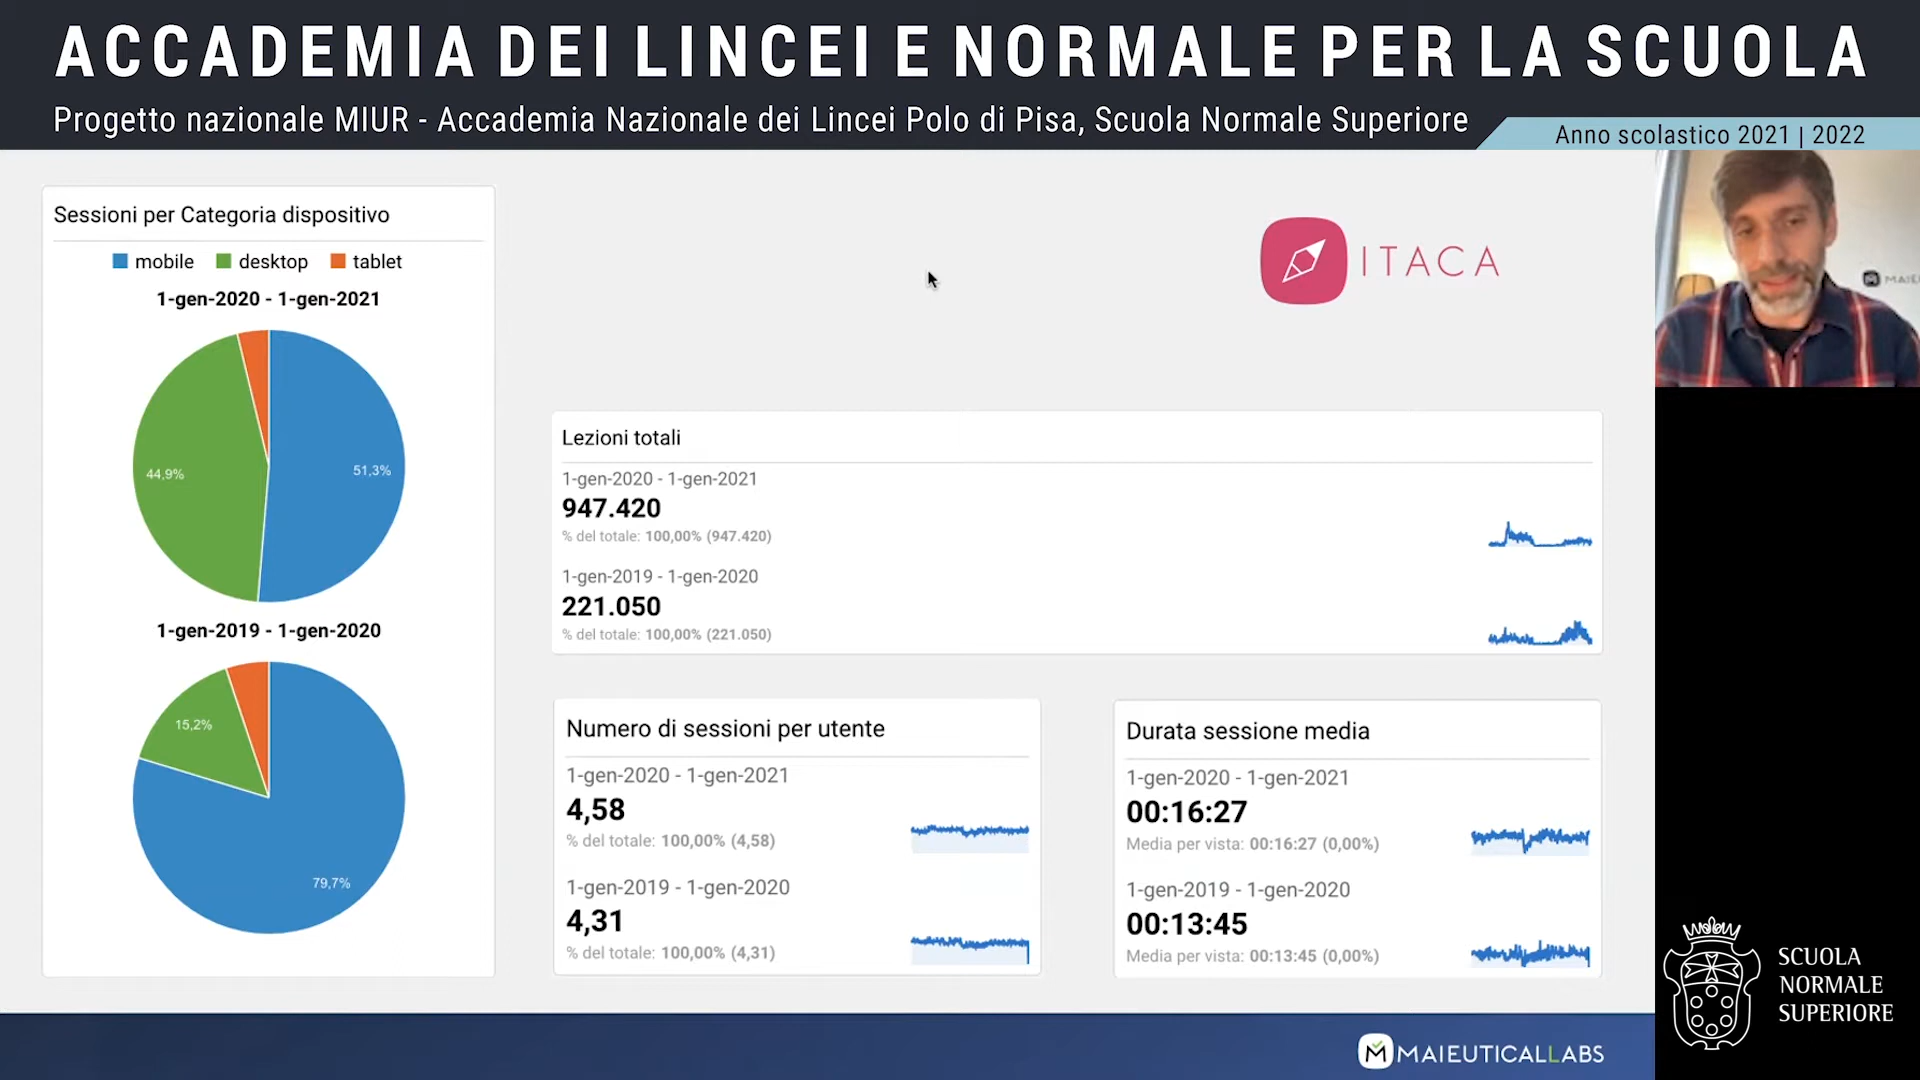 ACCADEMIA DEI LINCEI E NORMALE PER LA SCUOLA
Progetto nazionale MIUR - Accademia Nazionale dei Lincei Polo di Pisa, Scuola Normale Superiore
Anno scolastico 2021 | 2022
Sessioni per Categoria dispositivo
mobile desktop tablet
1-gen-2020 - 1-gen-2021
44,9%
51,3%
1-gen-2019 - 1-gen-2020
15,2%
79,7%
ITACA
Lezioni totali
1-gen-2020 - 1-gen-2021
947.420
% del totale: 100,00% (947.420)
1-gen-2019 - 1-gen-2020
221.050
% del totale: 100,00% (221.050)
Numero di sessioni per utente
1-gen-2020 - 1-gen-2021
4,58
% del totale: 100,00% (4,58)
1-gen-2019 - 1-gen-2020
4,31
% del totale: 100,00% (4,31)
Durata sessione media
1-gen-2020 - 1-gen-2021
00:16:27
Media per vista: 00:16:27 (0,00%)
1-gen-2019 - 1-gen-2020
00:13:45
Media per vista: 00:13:45 (0,00%)
MAIEUTICALLABS
SCUOLA
NORMALE
SUPERIORE